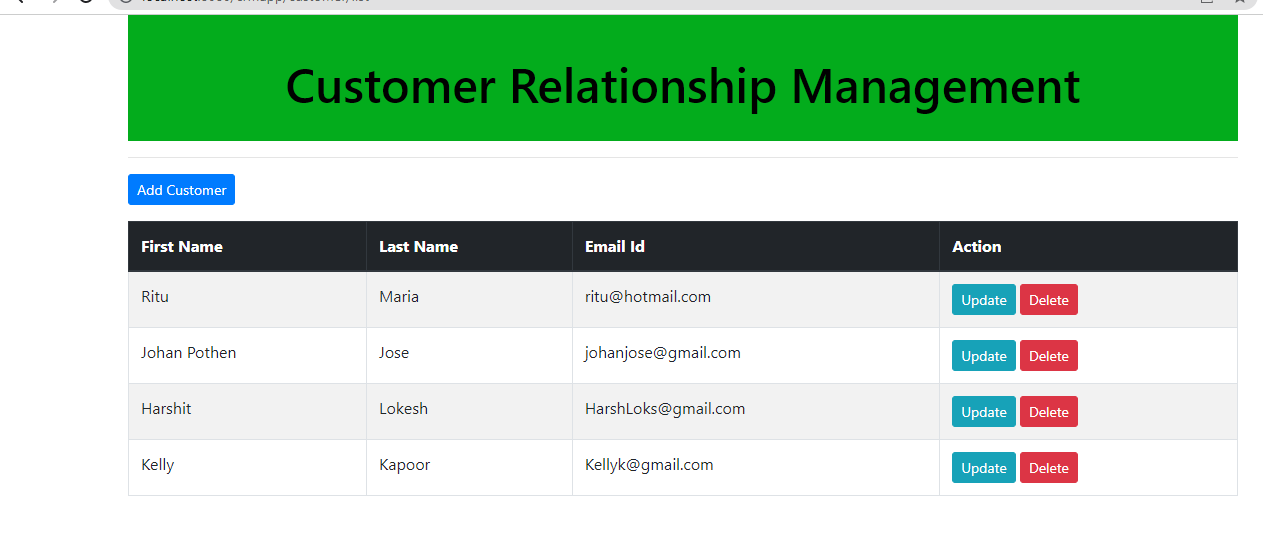 Customer Relationship Management
Add Customer
First Name Last Name Email Id Action
Ritu Maria ritu@hotmail.com Update Delete
Johan Pothen Jose johanjose@gmail.com Update Delete
Harshit Lokesh HarshLoks@gmail.com Update Delete
Kelly Kapoor Kellyk@gmail.com Update Delete